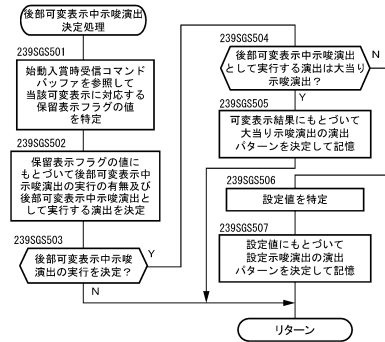 後部可変表示中示唆演出
決定処理
239SGS501
始動入賞時受信コマンド
バッファを参照して
当該可変表示に対応する
保留表示フラグの値
を特定
239SGS502
保留表示フラグの値に
もとづいて後部可変表示中
示唆演出の実行の有無及び
後部可変表示中示唆演出と
して実行する演出を決定
239SGS503
後部可変表示中示唆
演出の実行を決定？
Y
N
239SGS504
後部可変表示中示唆演出
として実行する演出は大当り
示唆演出？
N
Y
239SGS505
可変表示結果にもとづいて
大当り示唆演出の演出
パターンを決定して記憶
239SGS506
設定値を特定
239SGS507
設定値にもとづいて
設定示唆演出の演出
パターンを決定して記憶
リターン